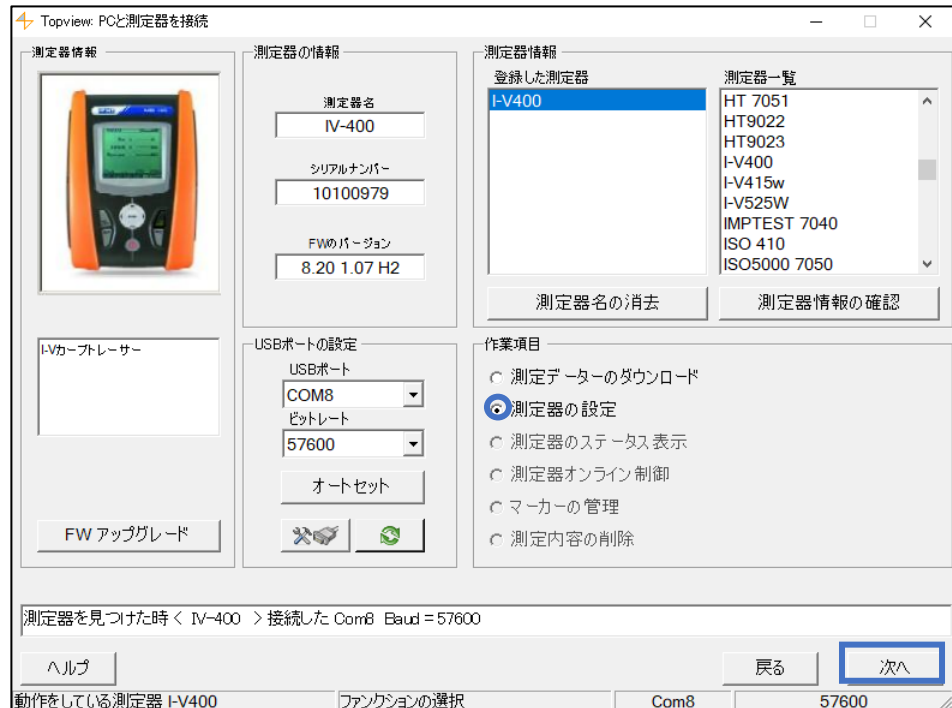 Topview: PCと測定器を接続
測定器情報
I-Vカーブトレーサー
FW アップグレード
測定器の情報
測定器名
IV-400
シリアルナンバー
10100979
FWのバージョン
8.20 1.07 H2
USBポートの設定
USBポート
COM8
ビットレート
57600
オートセット
測定器情報
登録した測定器
I-V400
測定器名の消去
測定器一覧
HT 7051
HT9022
HT9023
I-V400
I-V415w
I-V525W
IMPTEST 7040
ISO 410
ISO5000 7050
測定器情報の確認
作業項目
測定データーのダウンロード
測定器の設定
測定器のステータス表示
測定器オンライン制御
マーカーの管理
測定内容の削除
測定器を見つけた時 < IV-400 > 接続した Com8 Baud = 57600
ヘルプ
戻る
次へ
動作をしている測定器 I-V400
ファンクションの選択
Com8
57600